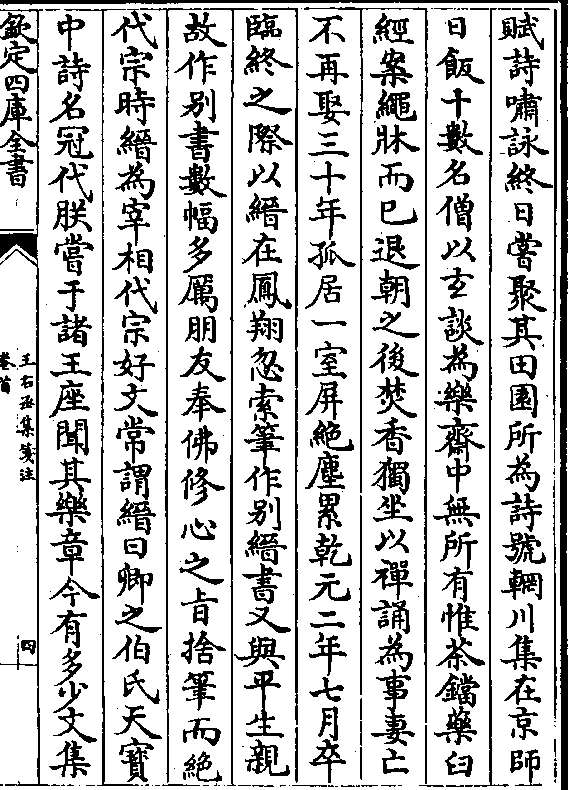 賦詩嘯詠終日嘗聚其田園所為詩號輞川集在京師
日飯十數名僧以玄談為樂齋中無所有惟茶鐺藥臼
經案繩牀而已退朝之後焚香獨坐以禪誦為事妻亡
不再娶三十年孤居一室屏絶塵累乾元二年七月卒
臨終之際以縉在鳳翔忽索筆作别縉書又與平生親
故作别書數幅多厲朋友奉佛修心之旨捨筆而絶
代宗時縉為宰相代宗好文常謂縉曰卿之伯氏天寶
中詩名冠代朕嘗于諸王座聞其樂章今有多少文集
欽定四庫全書
王右丞集箋注
卷首
四